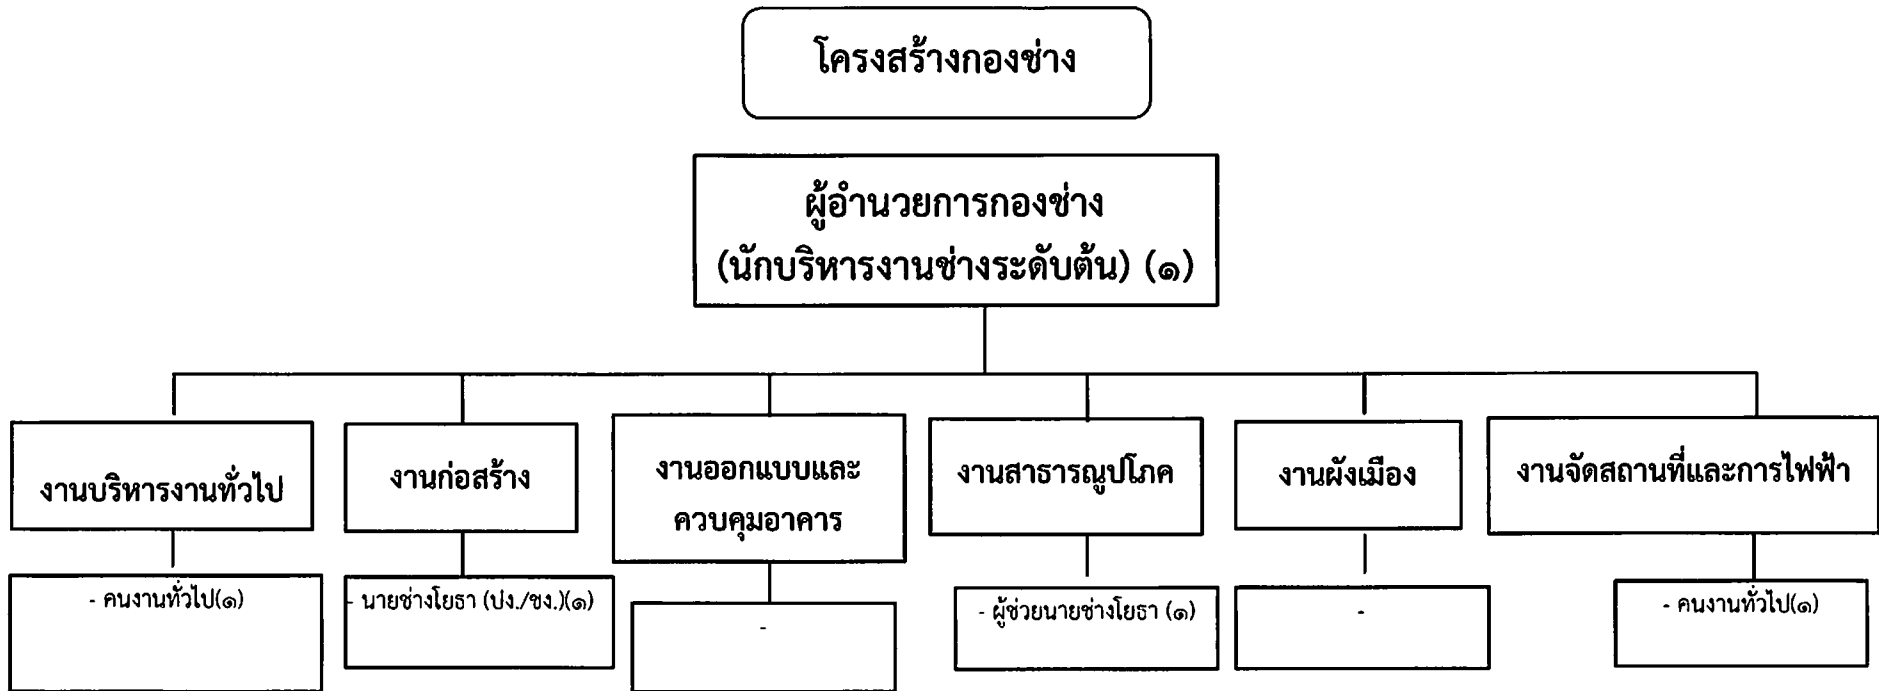 โครงสร้างกองช่าง
ผู้อำนวยการกองช่าง
(นักบริหารงานช่างระดับต้น) (๑)
งานบริหารงานทั่วไป
งานก่อสร้าง
งานออกแบบและ
ควบคุมอาคาร
งานสาธารณูปโภค
งานผังเมือง
งานจัดสถานที่และการไฟฟ้า
- คนงานทั่วไป(๑)
- นายช่างโยธา (ปง./ชง.)(๑)
-
- ผู้ช่วยนายช่างโยธา (๑)
-
- คนงานทั่วไป(๑)